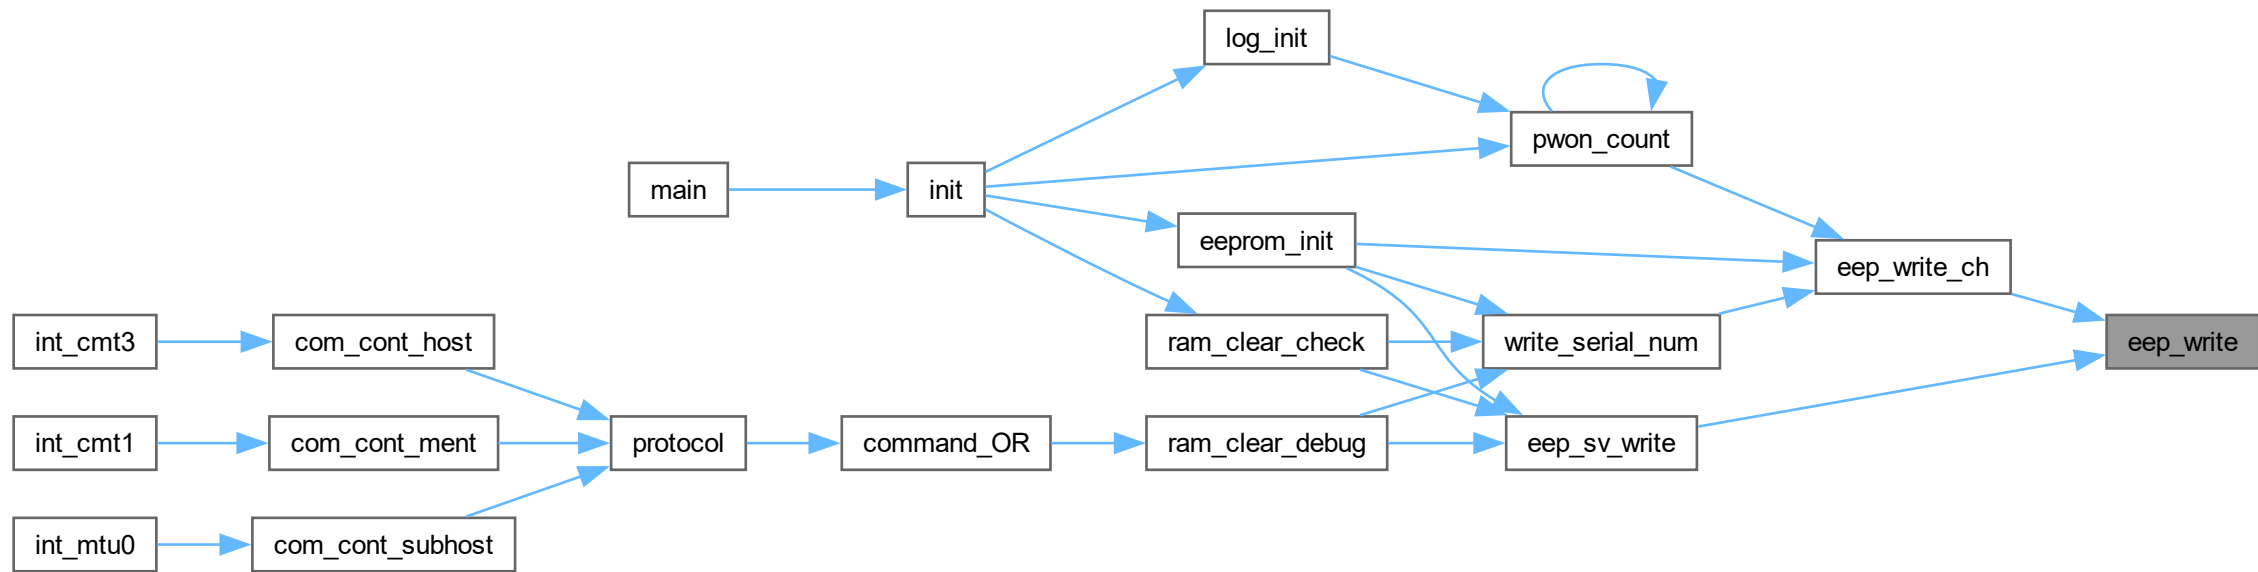 log_init
pwon_count
main
init
eeprom_init
eep_write_ch
int_cmt3
com_cont_host
ram_clear_check
write_serial_num
eep_write
int_cmt1
com_cont_ment
protocol
command_OR
ram_clear_debug
eep_sv_write
int_mtu0
com_cont_subhost